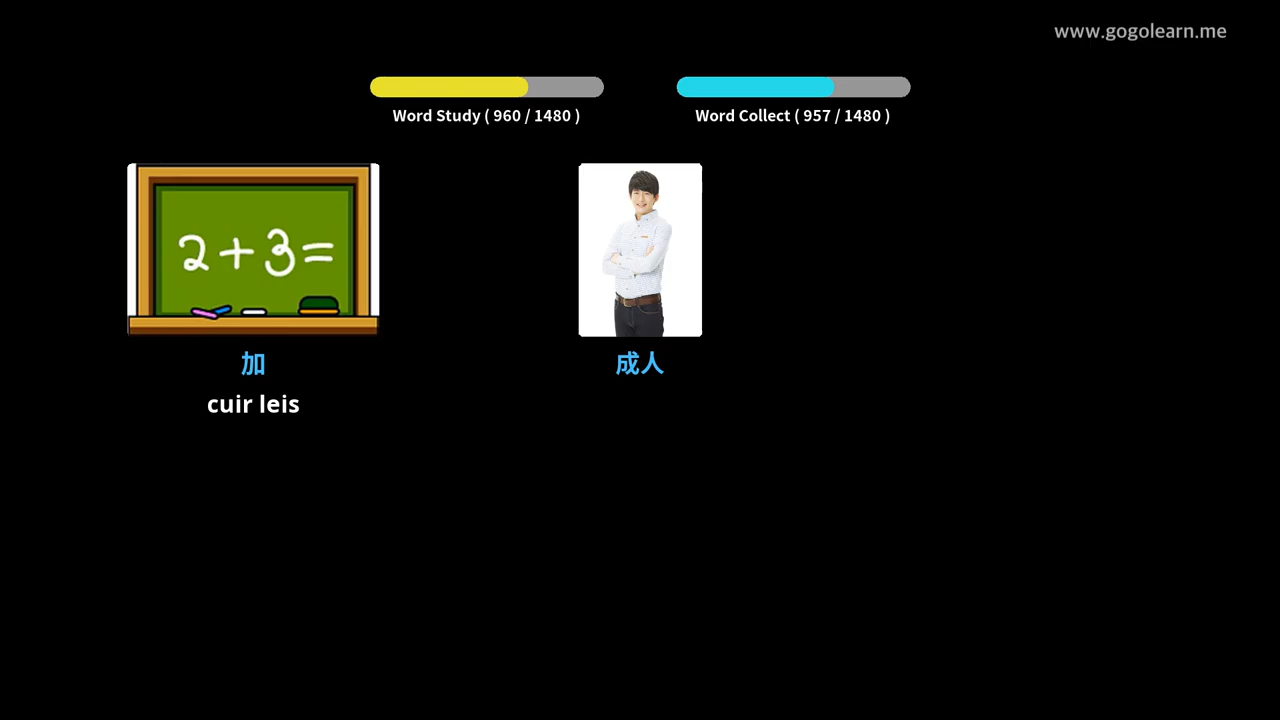 www.gogolearn.me
Word Study ( 960 / 1480 )
Word Collect ( 957 / 1480 )
2+3=
加
成人
cuir leis